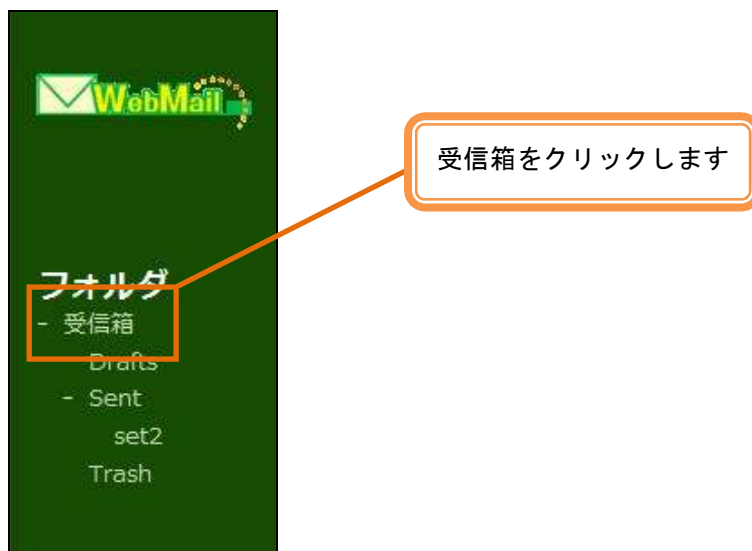 WebMail
受信箱をクリックします
フォルダ
- 受信箱
Drafts
- Sent
set2
Trash